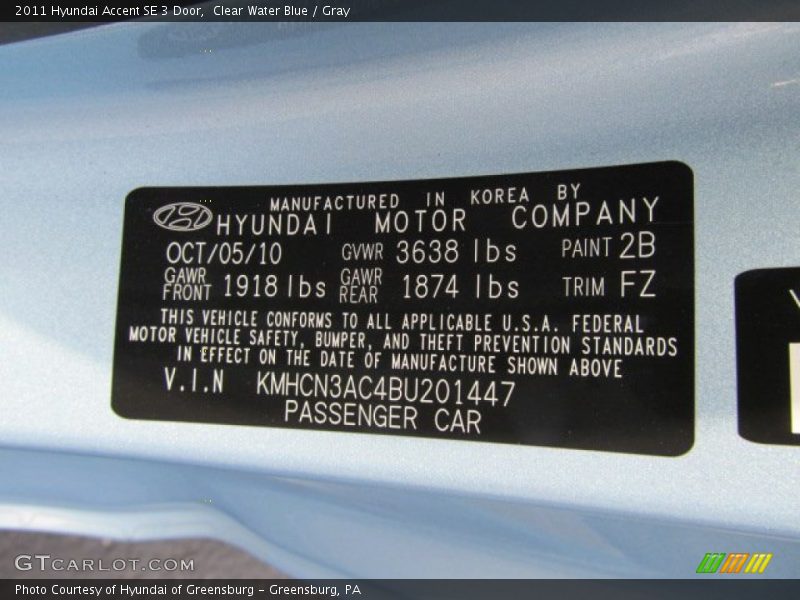 2011 Hyundai Accent SE 3 Door,  Clear Water Blue / Gray
MANUFACTURED IN KOREA BY
HYUNDAI MOTOR COMPANY
OCT/05/10 GVWR 3638 lbs PAINT 2B
GAWR FRONT 1918 lbs GAWR REAR 1874 lbs TRIM FZ
THIS VEHICLE CONFORMS TO ALL APPLICABLE U.S.A. FEDERAL
MOTOR VEHICLE SAFETY, BUMPER, AND THEFT PREVENTION STANDARDS
IN EFFECT ON THE DATE OF MANUFACTURE SHOWN ABOVE
V.I.N KMHCN3AC4BU201447
PASSENGER CAR
GTCARLOT.COM
Photo Courtesy of Hyundai of Greensburg – Greensburg, PA